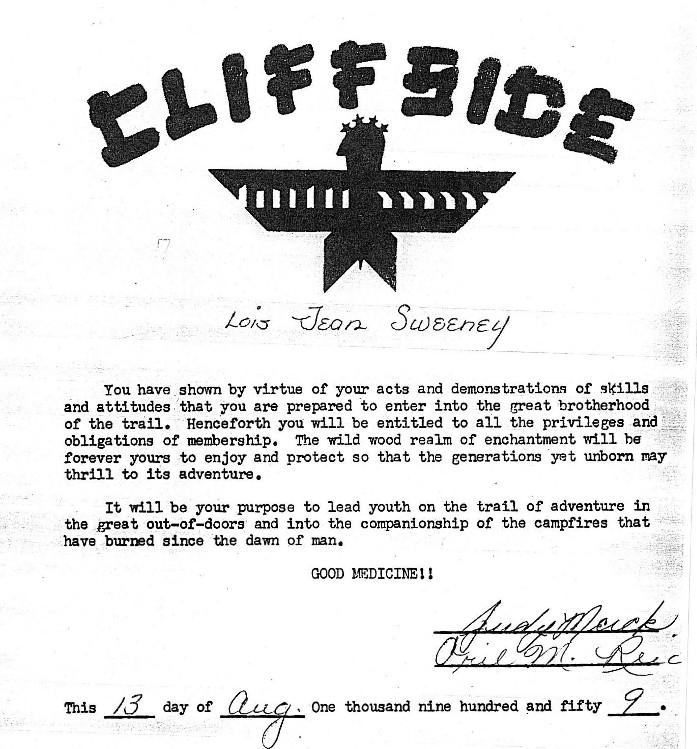 CLIFFSIDE
Lois Jean Sweeney
You have shown by virtue of your acts and demonstrations of skills
and attitudes that you are prepared to enter into the great brotherhood
of the trail. Henceforth you will be entitled to all the privileges and
obligations of membership. The wild wood realm of enchantment will be
forever yours to enjoy and protect so that the generations yet unborn may
thrill to its adventure.
It will be your purpose to lead youth on the trail of adventure in
the great out-of-doors and into the companionship of the campfires that
have burned since the dawn of man.
GOOD MEDICINE!!
Judy
M.
This 13 day of Aug. One thousand nine hundred and fifty 9.